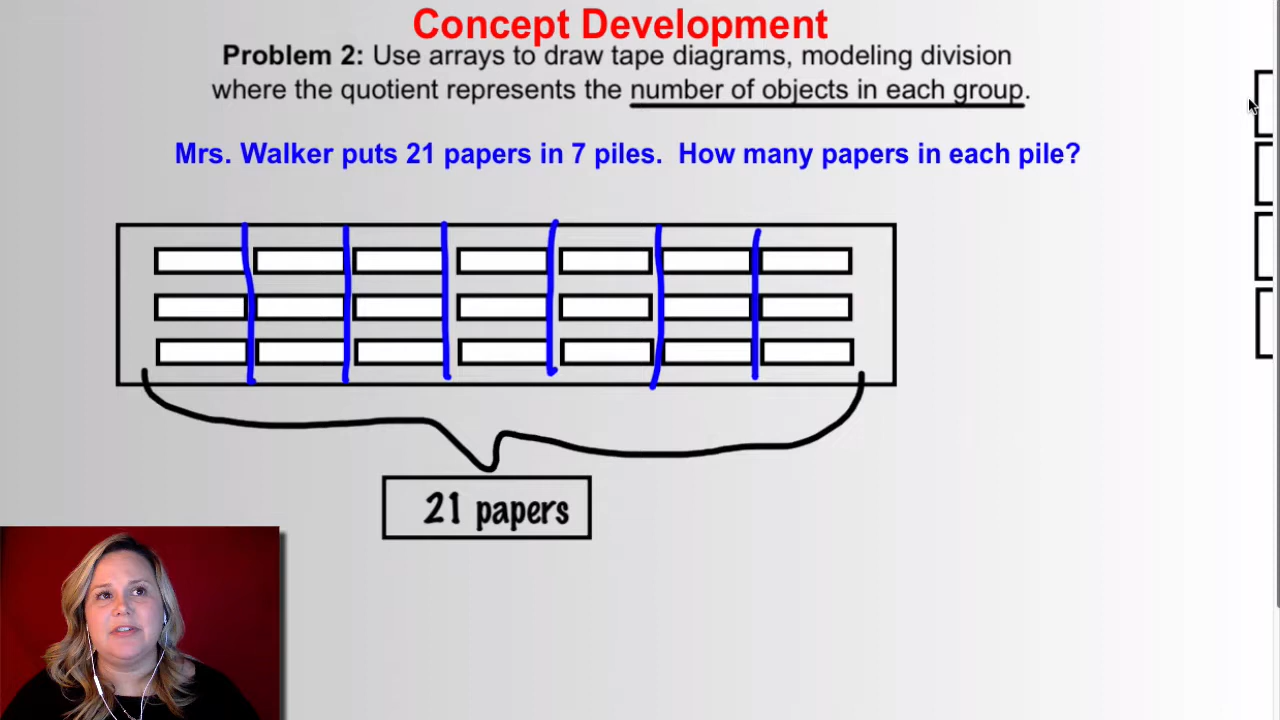 Concept Development
Problem 2: Use arrays to draw tape diagrams, modeling division
where the quotient represents the number of objects in each group.
Mrs. Walker puts 21 papers in 7 piles.  How many papers in each pile?
21 papers